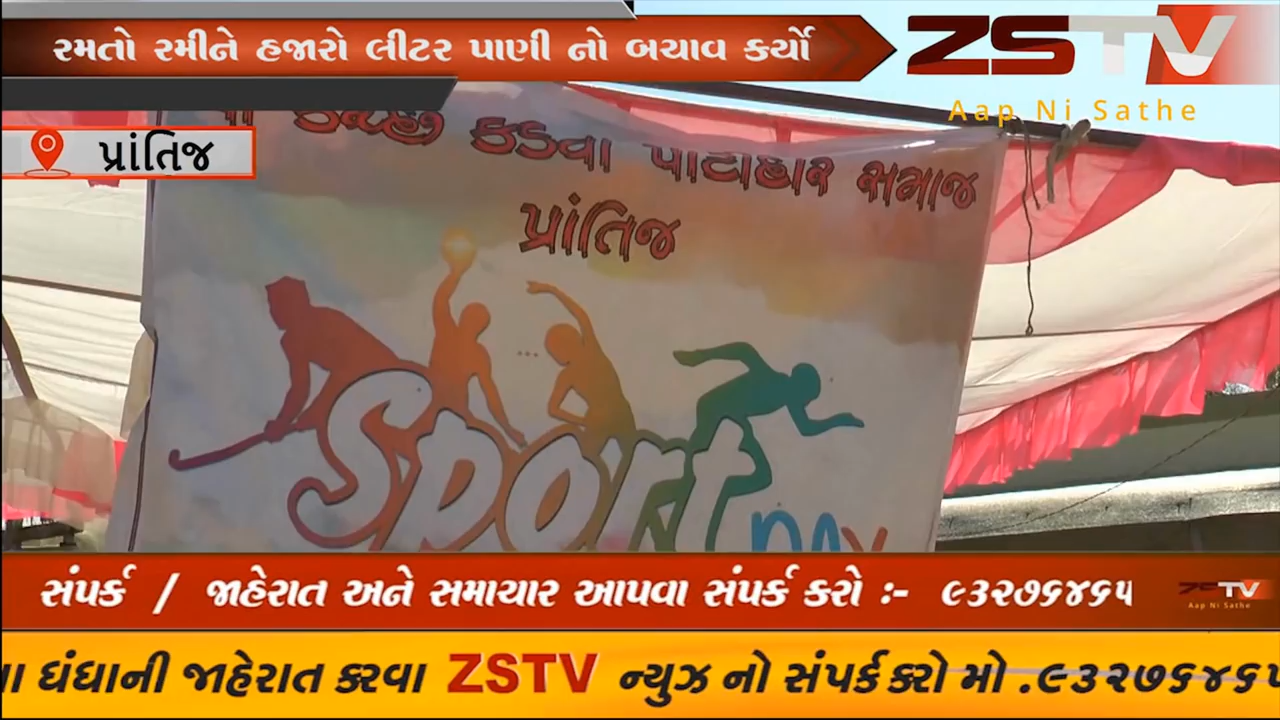 રમતો રમીને હજારો લીટર પાણી નો બચાવ કર્યો
ZSTV
Aap Ni Sathe
પ્રાંતિજ
કડવા પાટીદાર સમાજ
પ્રાંતિજ
Sport
DAY
સંપર્ક / જાહેરાત અને સમાચાર આપવા સંપર્ક કરો :- ૯૩૨૭૬૪૬૫
ZSTV
Aap Ni Sathe
ધંધાની જાહેરાત કરવા ZSTV ન્યુઝ નો સંપર્ક કરો મો .૯૩૨૭૬૪૬૫